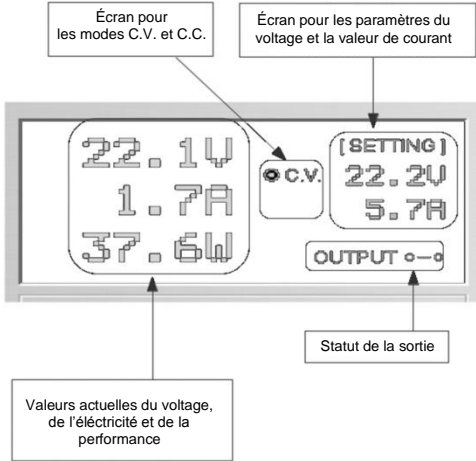 Écran pour
les modes C.V. et C.C.
Écran pour les paramètres du
voltage et la valeur de courant
22.1V
1.7A
37.6W
C.V.
[SETTING]
22.2V
5.7A
OUTPUT
Statut de la sortie
Valeurs actuelles du voltage,
de l'éléctricité et de la
performance